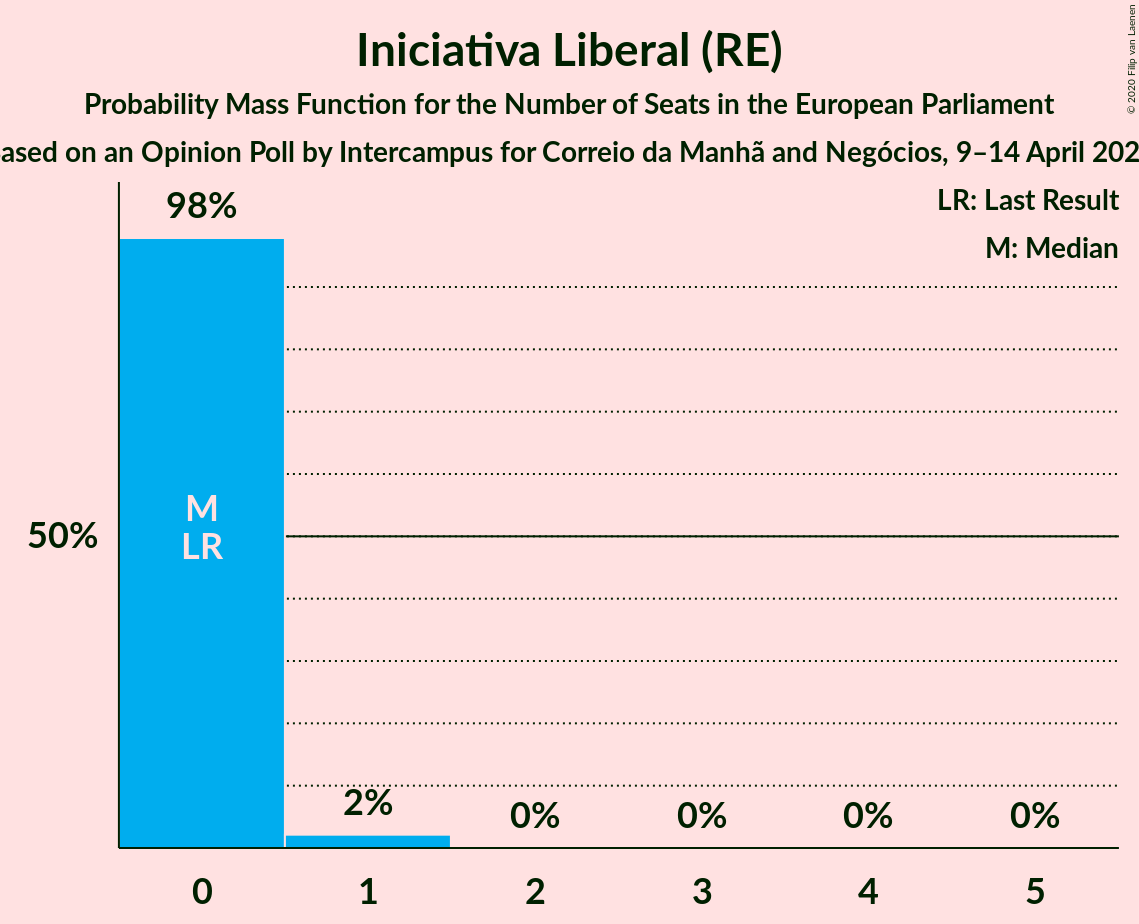 Iniciativa Liberal (RE)
Probability Mass Function for the Number of Seats in the European Parliament
ased on an Opinion Poll by Intercampus for Correio da Manhã and Negócios, 9–14 April 202
© 2020 Filip van Laenen
LR: Last Result
M: Median
98%
M
LR
50%
2%
0%
0%
0%
0%
0
1
2
3
4
5